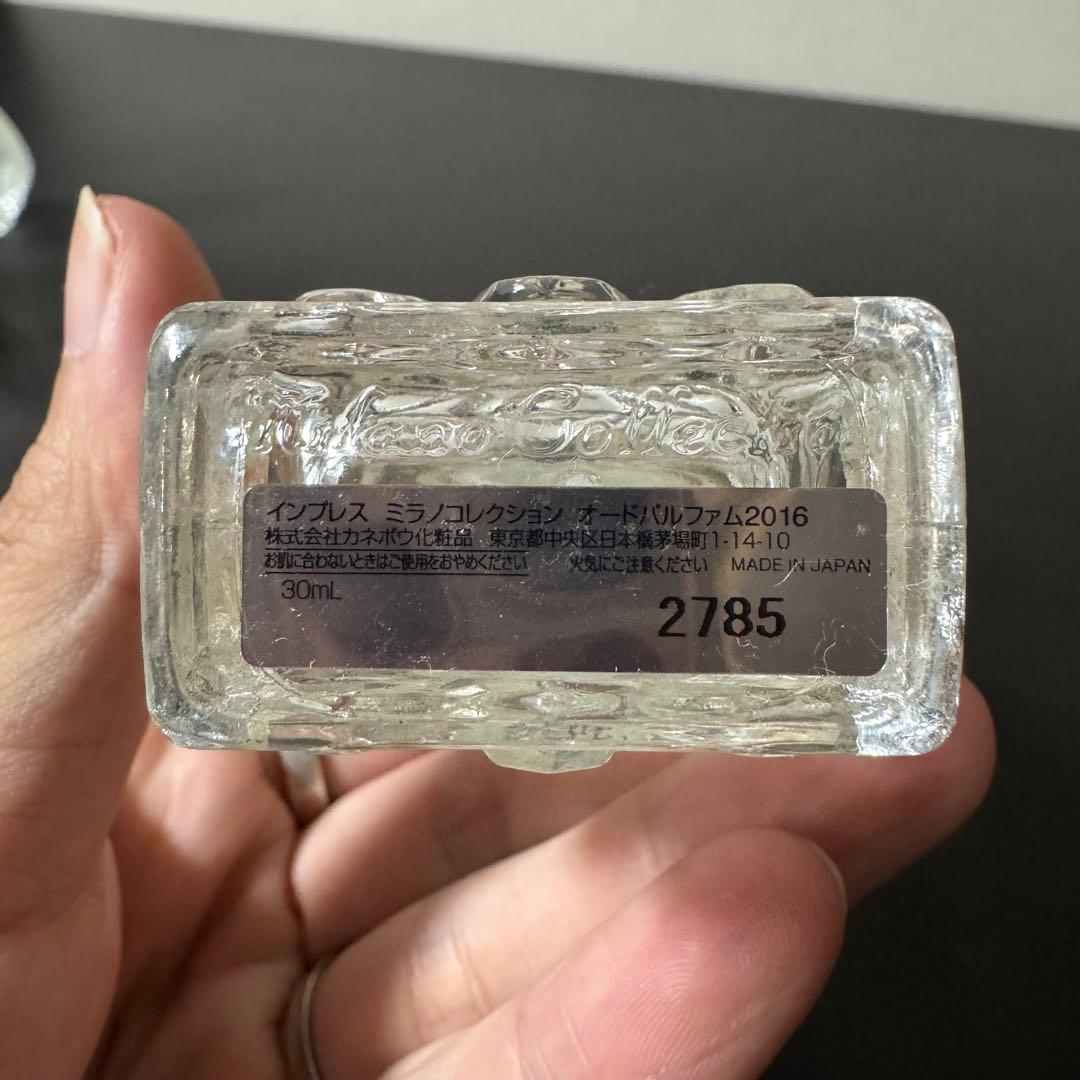 Milano Collection
インプレス ミラノコレクション オードパルファム2016
株式会社カネボウ化粧品 東京都中央区日本橋茅場町1-14-10
お肌に合わないときはご使用をおやめください 火気にご注意ください MADE IN JAPAN
30mL
2785